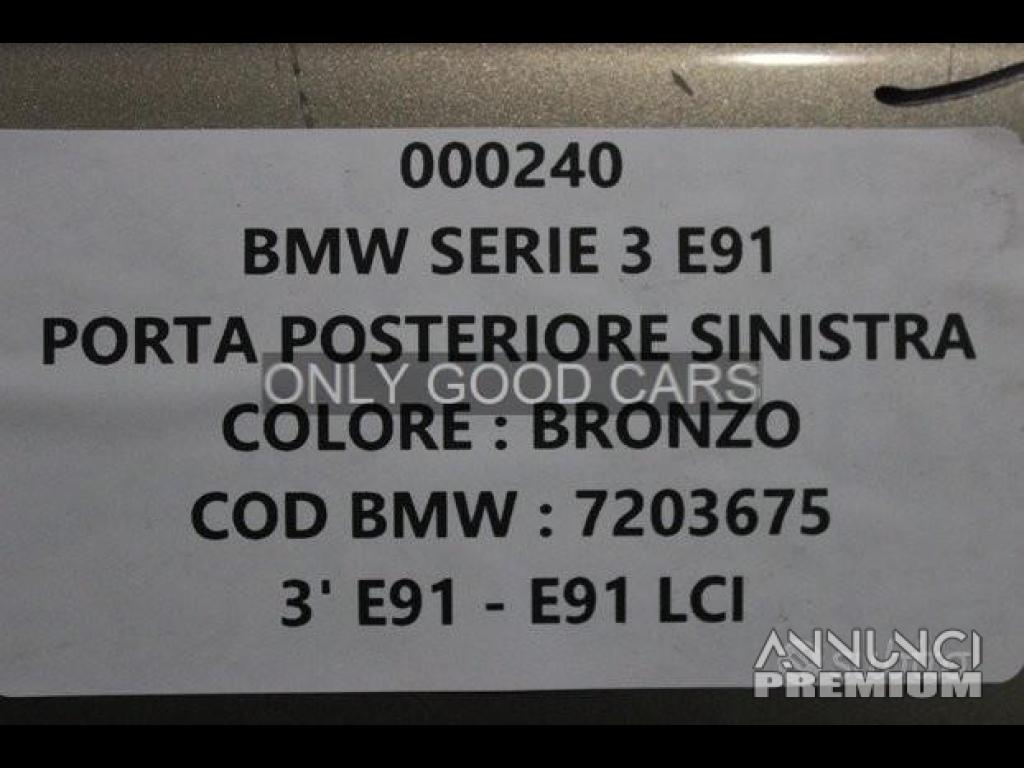 000240
BMW SERIE 3 E91
PORTA POSTERIORE SINISTRA
ONLY GOOD CARS
COLORE : BRONZO
COD BMW : 7203675
3' E91 - E91 LCI
ANNUNCI
PREMIUM